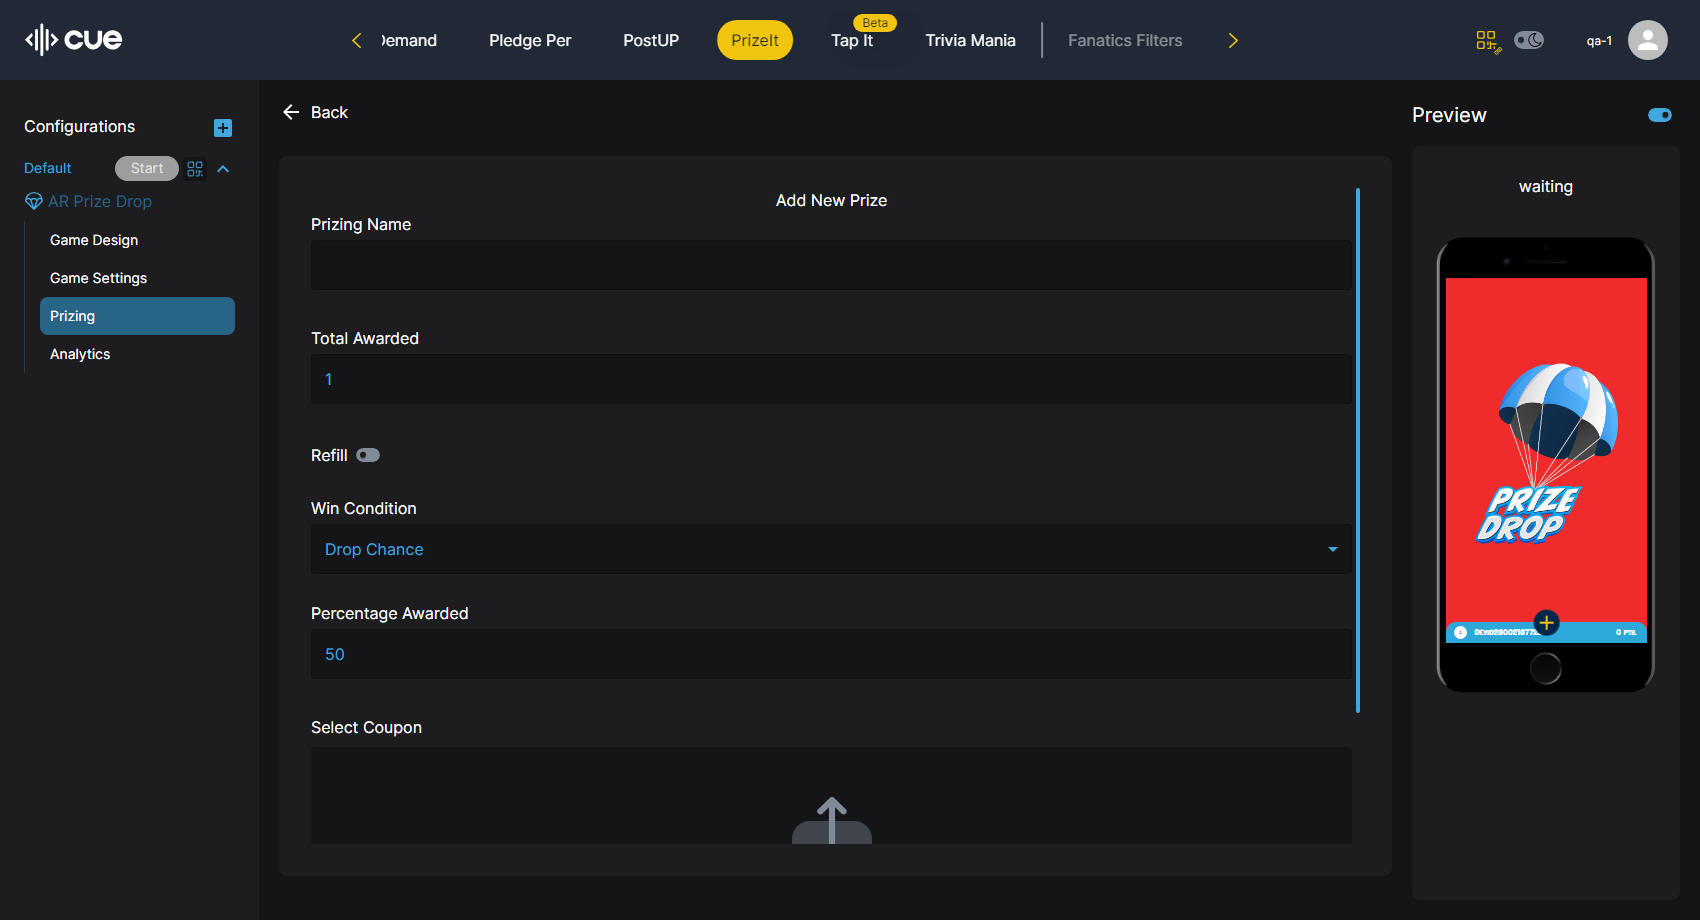 cue
Demand
Pledge Per
PostUP
PrizeIt
Beta
Tap It
Trivia Mania
Fanatics Filters
qa-1
Configurations
Default
Start
AR Prize Drop
Game Design
Game Settings
Prizing
Analytics
Back
Add New Prize
Prizing Name
Total Awarded
1
Refill
Win Condition
Drop Chance
Percentage Awarded
50
Select Coupon
Preview
waiting
PRIZE
DROP
0 PTS.